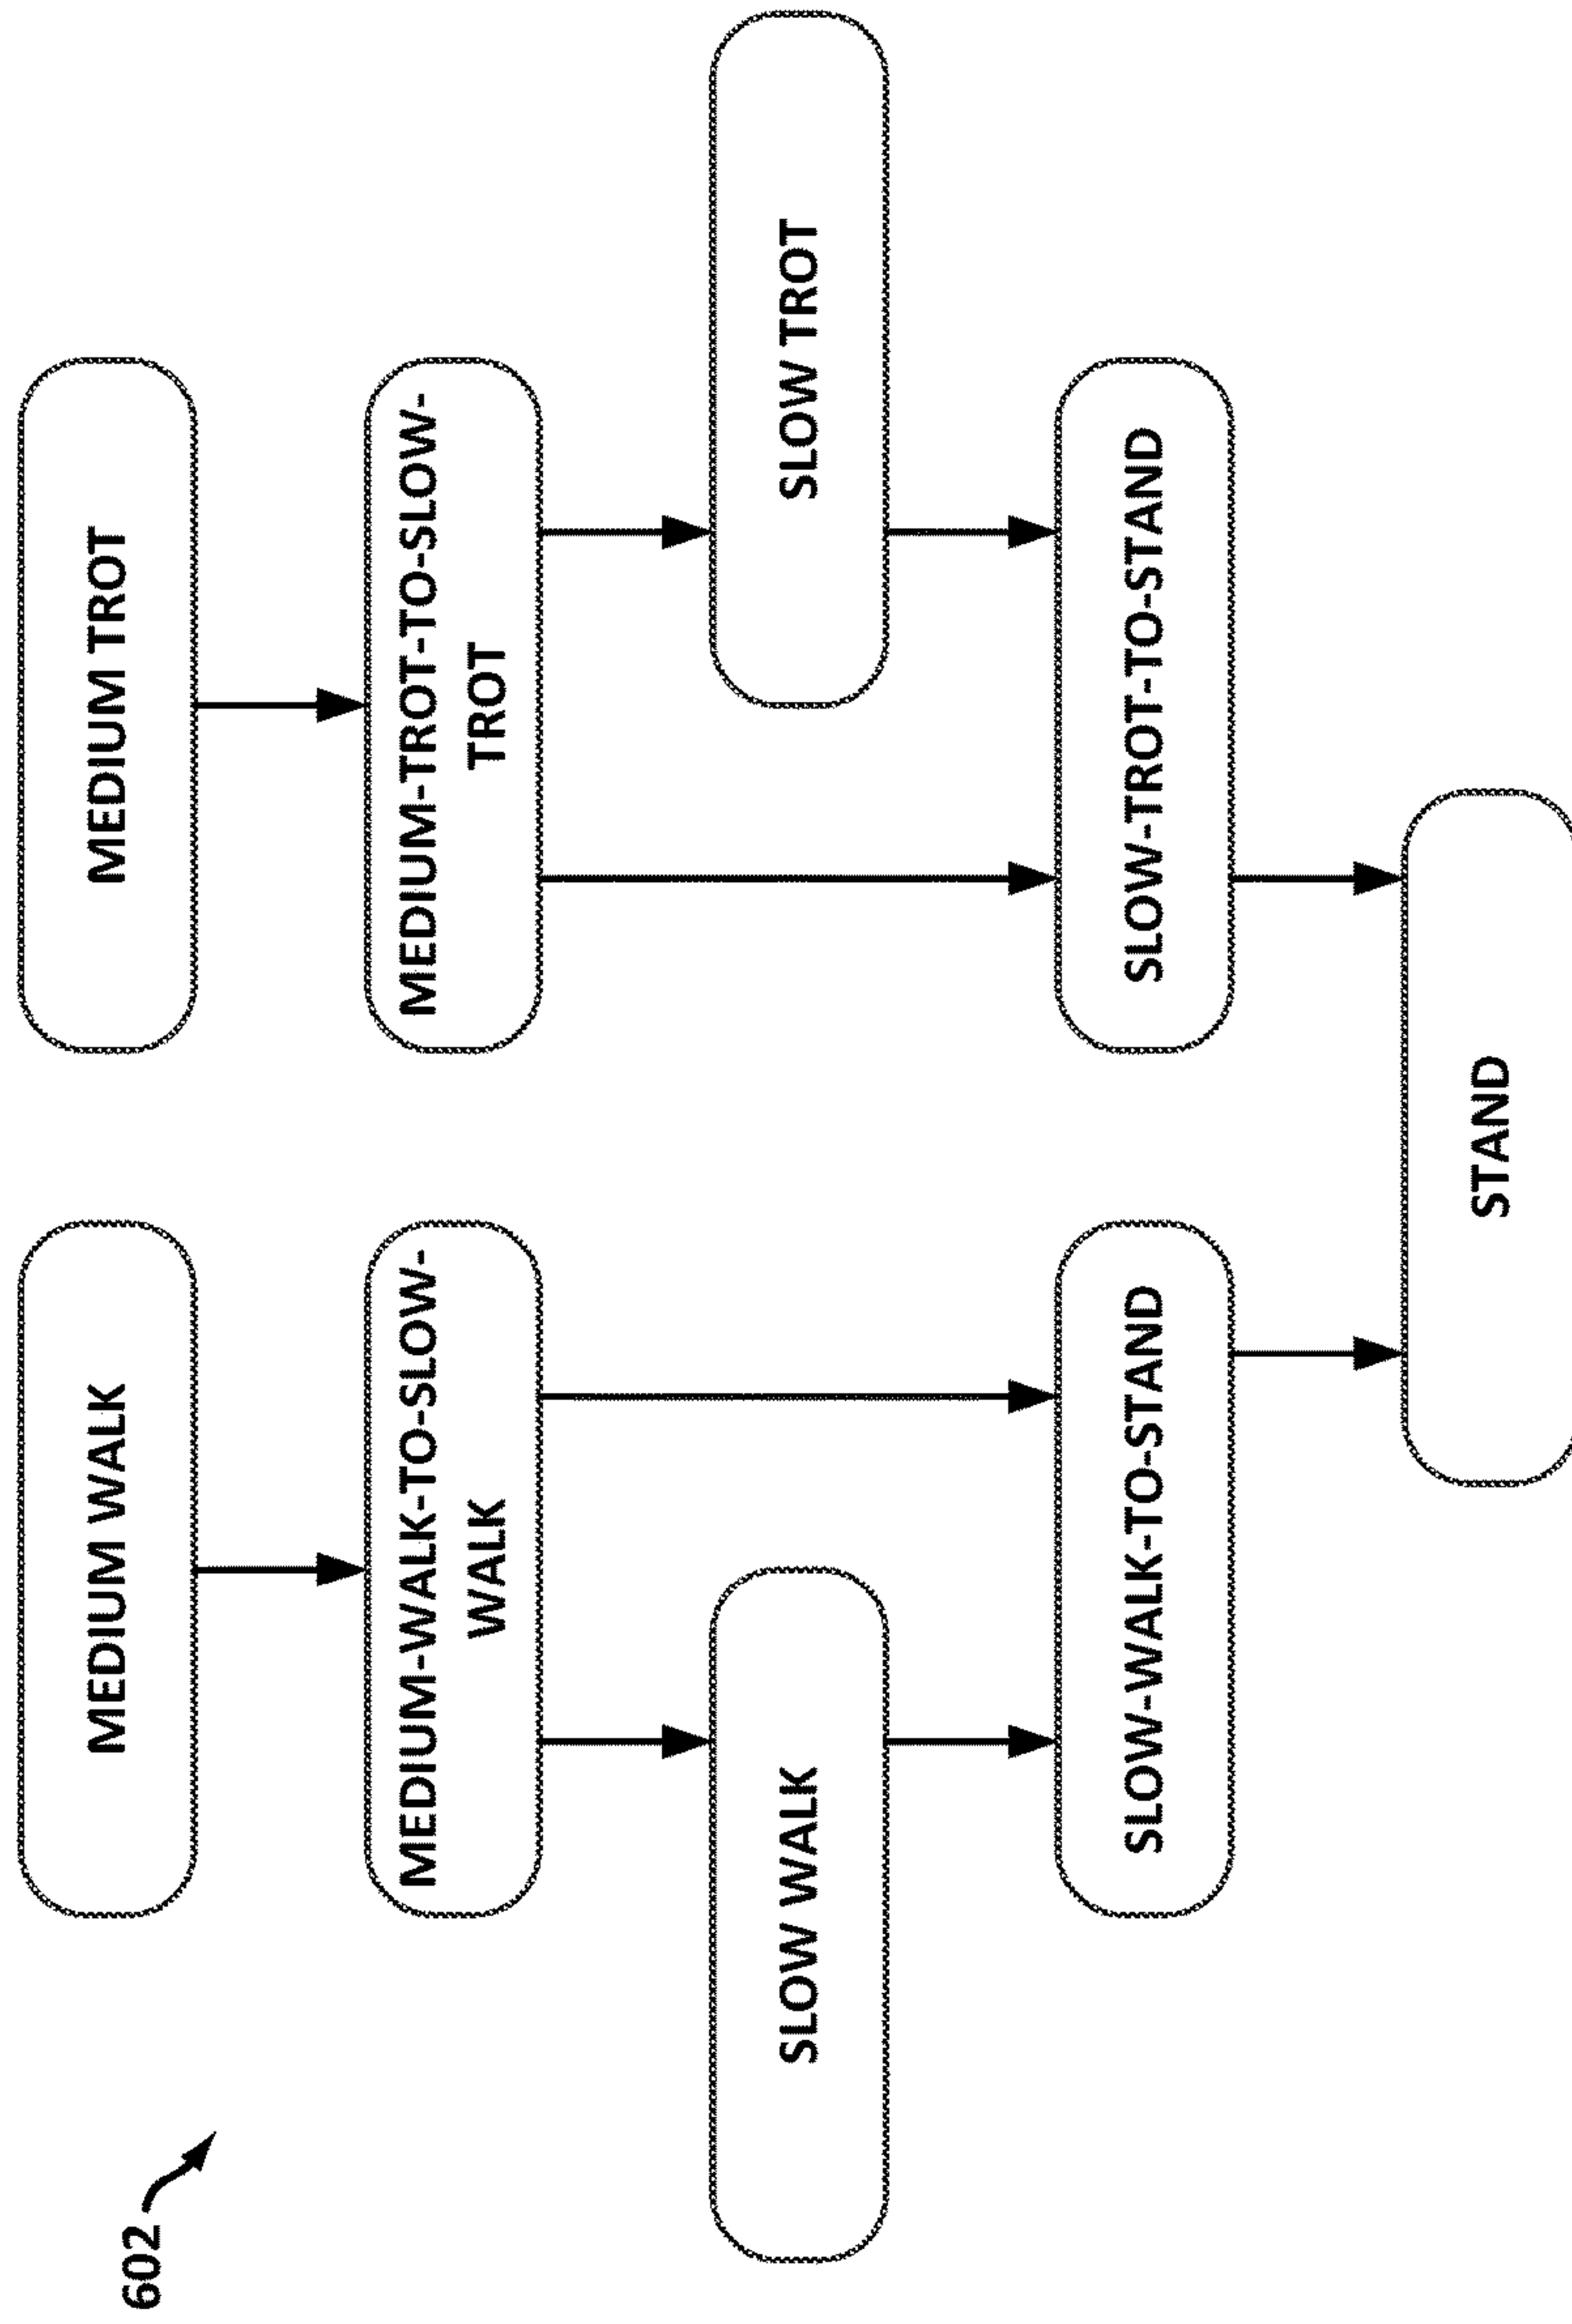 602
MEDIUM WALK
MEDIUM TROT
MEDIUM-WALK-TO-SLOW-
WALK
MEDIUM-TROT-TO-SLOW-
TROT
SLOW WALK
SLOW TROT
SLOW-WALK-TO-STAND
SLOW-TROT-TO-STAND
STAND